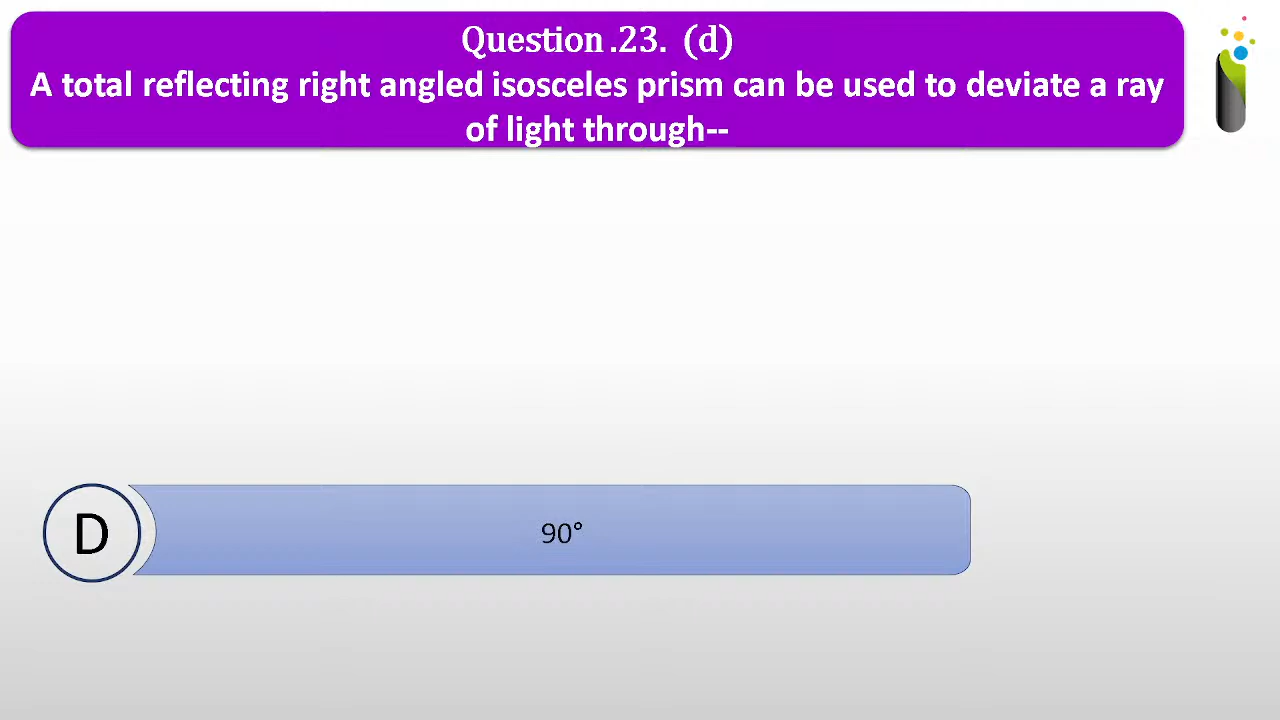 Question .23. (d)
A total reflecting right angled isosceles prism can be used to deviate a ray
of light through--
D
90°